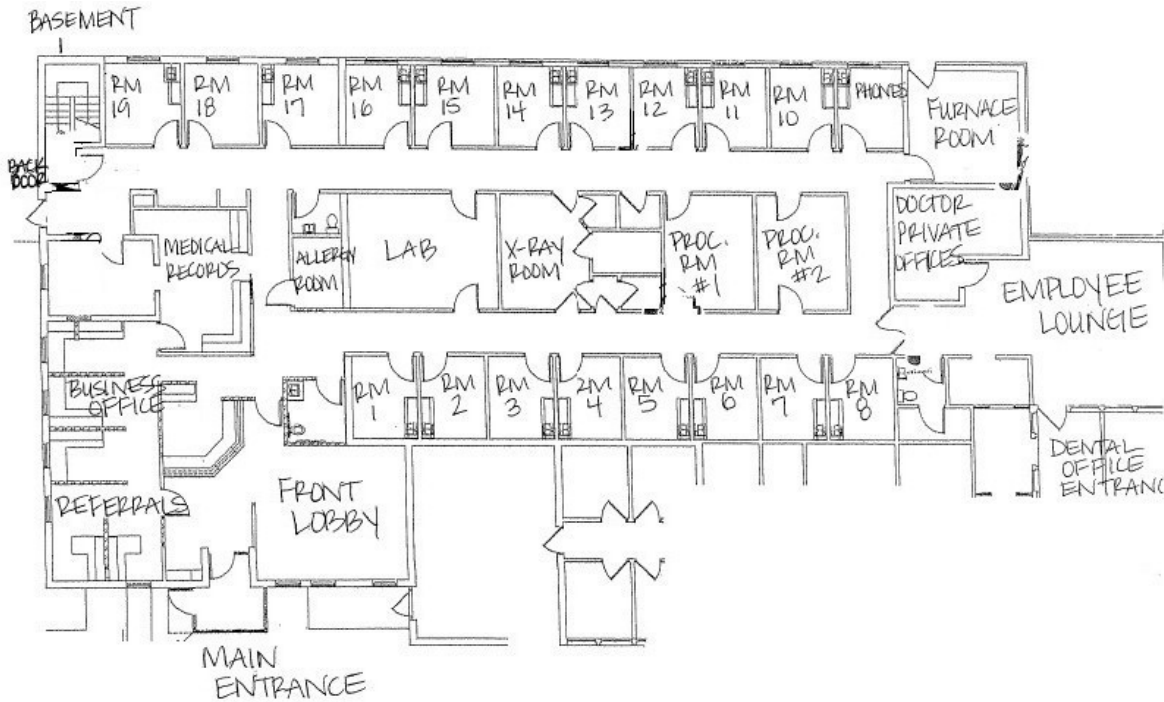 BASEMENT
RM
19
RM
18
RM
17
RM
16
RM
15
RM
14
RM
13
RM
12
RM
11
RM
10
PHONES
FURNACE
ROOM
BACK
DOOR
MEDICAL
RECORDS
ALLERGY
ROOM
LAB
X-RAY
ROOM
PROC.
RM
#1
PROC.
RM
#2
DOCTOR
PRIVATE
OFFICES
EMPLOYEE
LOUNGE
BUSINESS
OFFICE
RM
1
RM
2
RM
3
RM
4
RM
5
RM
6
RM
7
RM
8
REFERRALS
FRONT
LOBBY
DENTAL
OFFICE
ENTRANC
MAIN
ENTRANCE